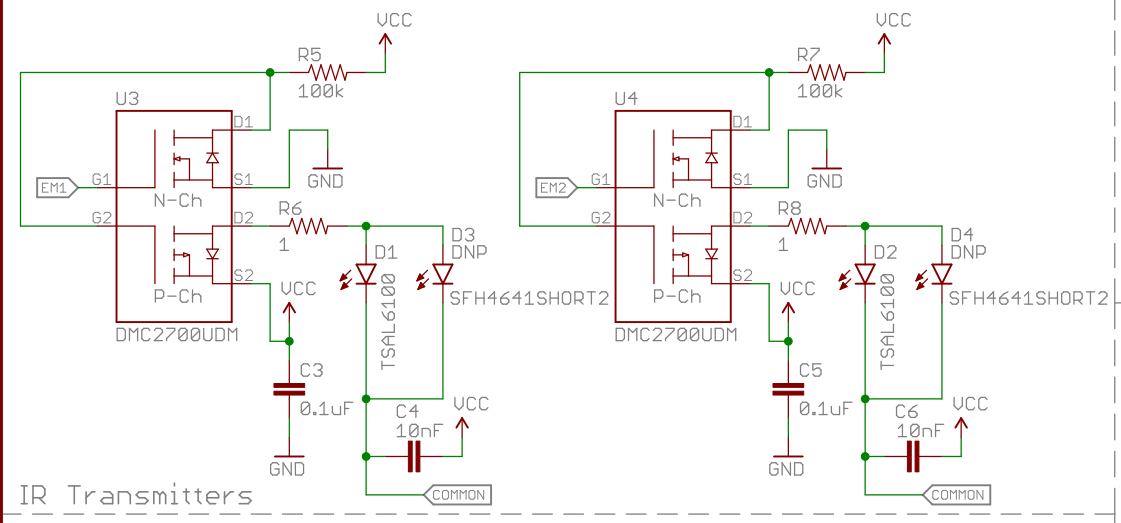 VCC
R5
100k
U3
D1
G1
EM1
S1
GND
N-Ch
G2
D2
R6
1
D1
D3
DNP
S2
P-Ch
VCC
TSAL6100
SFH4641SHORT2
DMC2700UDM
C3
0.1uF
GND
C4
10nF
VCC
COMMON
VCC
R7
100k
U4
D1
G1
EM2
S1
GND
N-Ch
G2
D2
R8
1
D2
D4
DNP
S2
P-Ch
VCC
TSAL6100
SFH4641SHORT2
DMC2700UDM
C5
0.1uF
GND
C6
10nF
VCC
COMMON
IR Transmitters